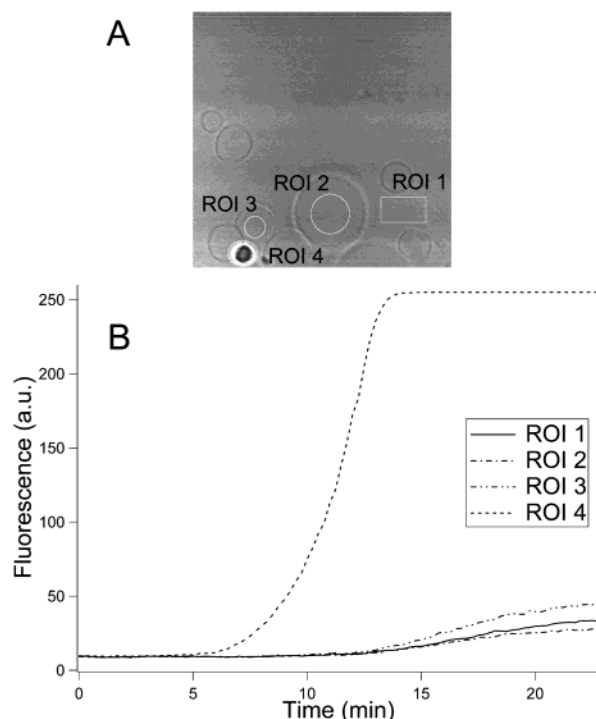 A
ROI 2
ROI 1
ROI 3
ROI 4
B
250
200
150
100
50
0
Fluorescence (a.u.)
ROI 1
ROI 2
ROI 3
ROI 4
0
5
10
15
20
Time (min)